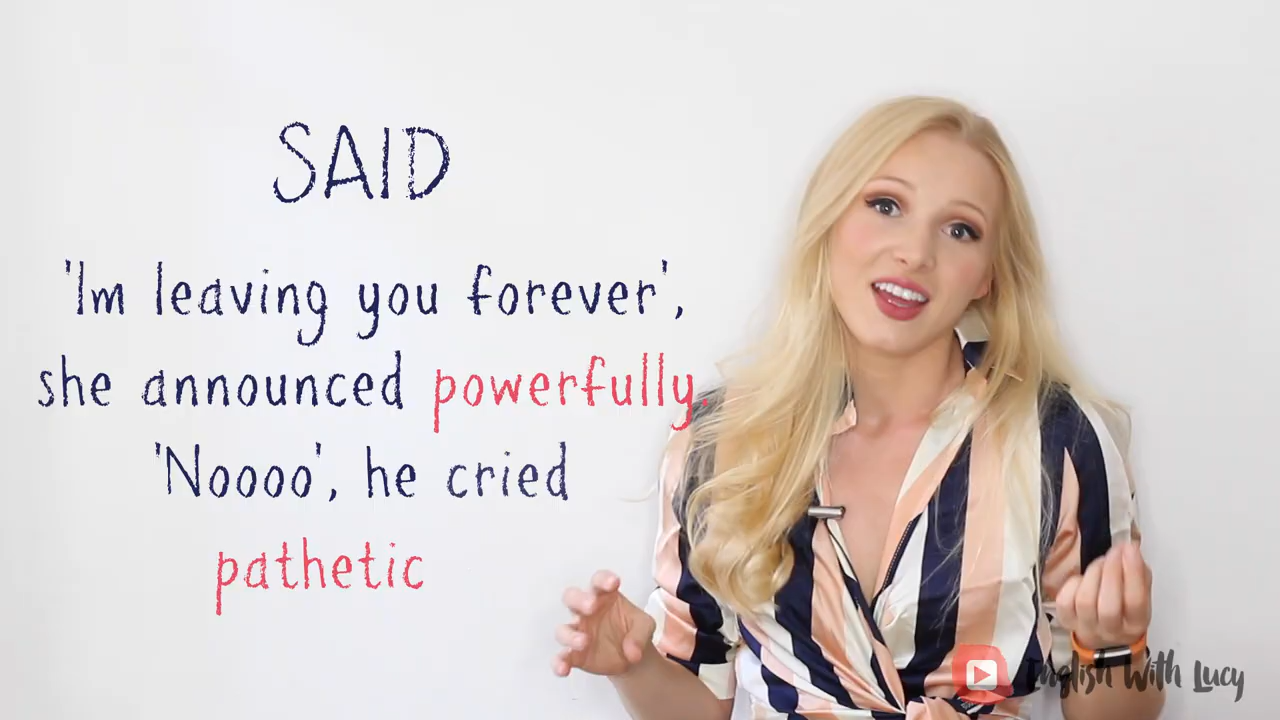 SAID
'Im leaving you forever',
she announced powerfully.
'Noooo', he cried
pathetic
English With Lucy